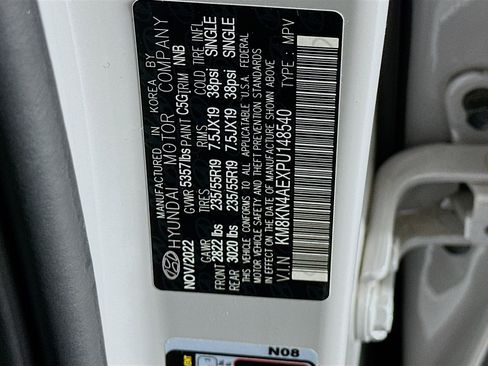 MANUFACTURED IN KOREA BY
HYUNDAI MOTOR COMPANY
NOV/2022 GVWR 5357lbs PAINT C5G TRIM NNB
GAWR TIRES RIMS COLD TIRE INFL
FRONT 2822 lbs 235/55R19 7.5JX19 38psi SINGLE
REAR 3020 lbs 235/55R19 7.5JX19 38psi SINGLE
THIS VEHICLE CONFORMS TO ALL APPLICABLE U.S.A. FEDERAL
MOTOR VEHICLE SAFETY AND THEFT PREVENTION STANDARDS
IN EFFECT ON THE DATE OF MANUFACTURE SHOWN ABOVE
V.I.N : KM8KN4AEXPU148540 TYPE : MPV
N08